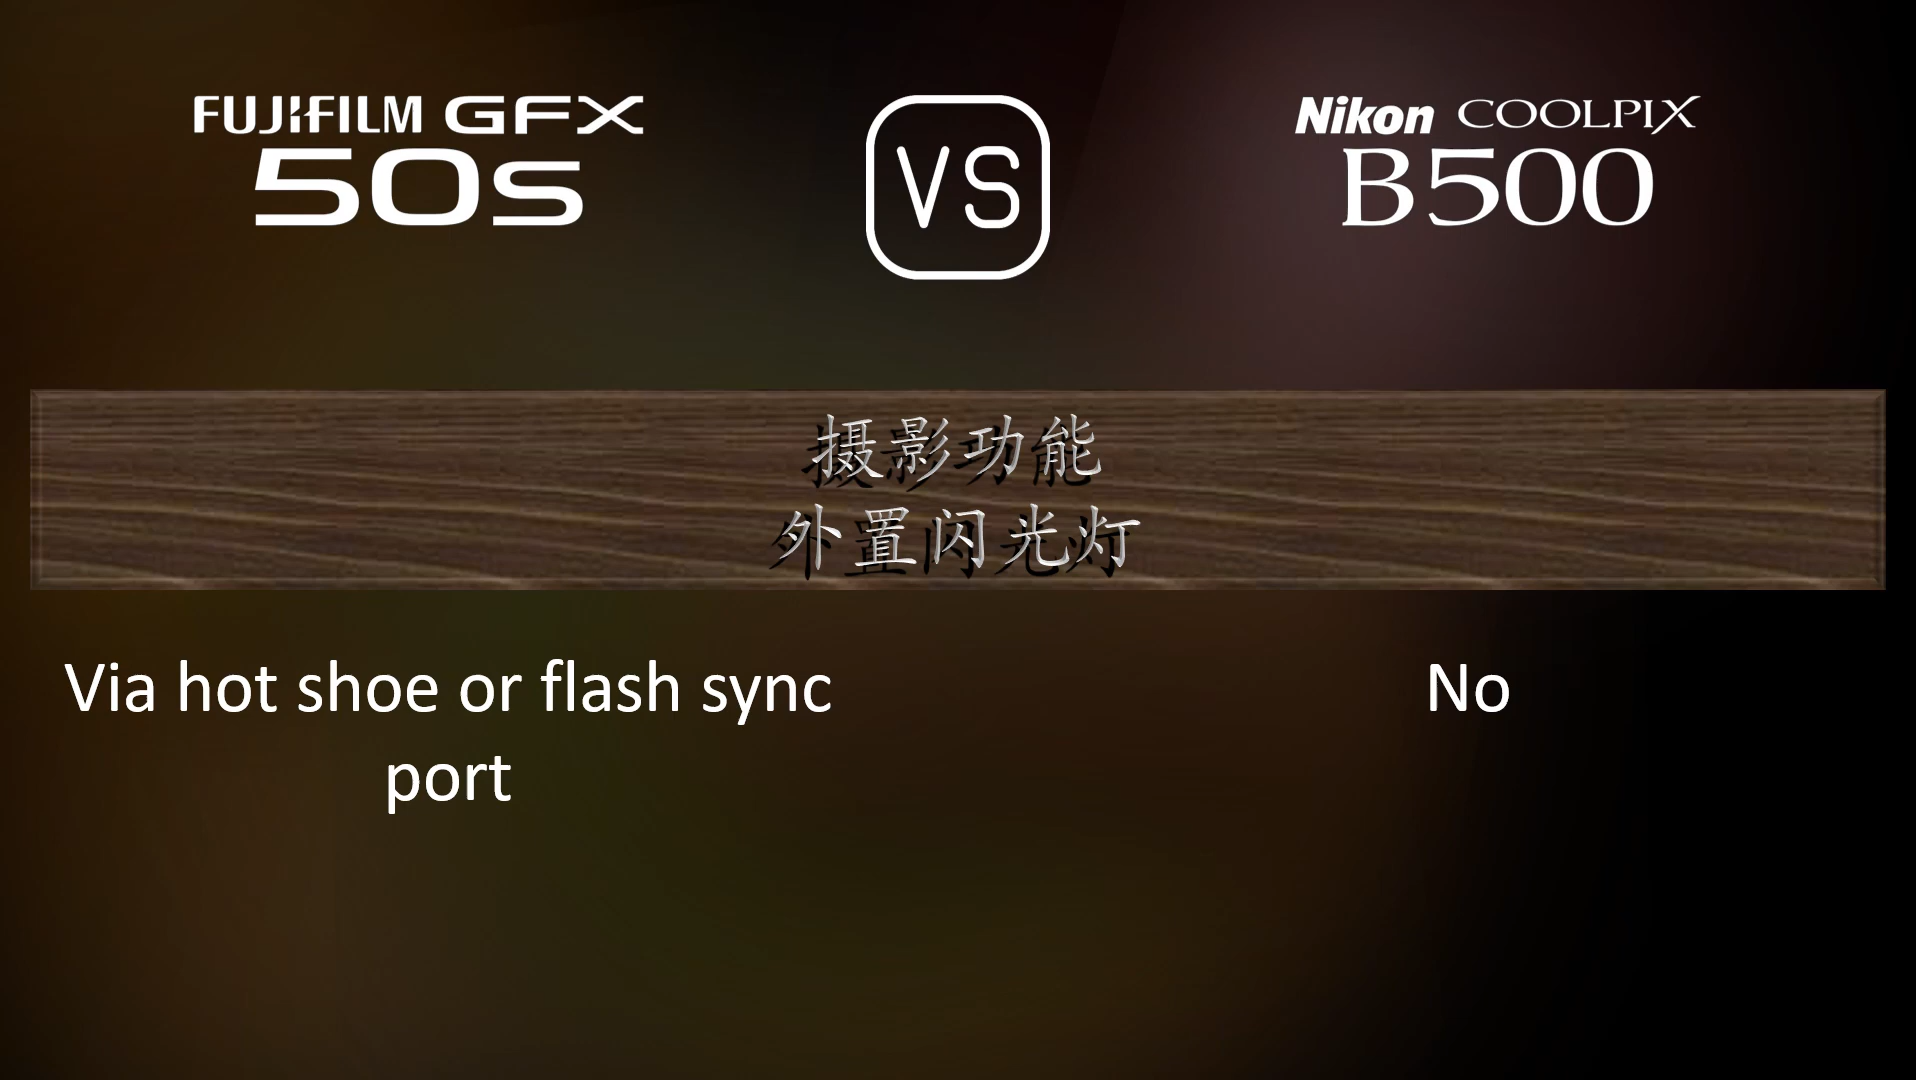 FUJIFILM GFX
50S
VS
Nikon COOLPIX
B500
摄影功能
外置闪光灯
Via hot shoe or flash sync
port
No